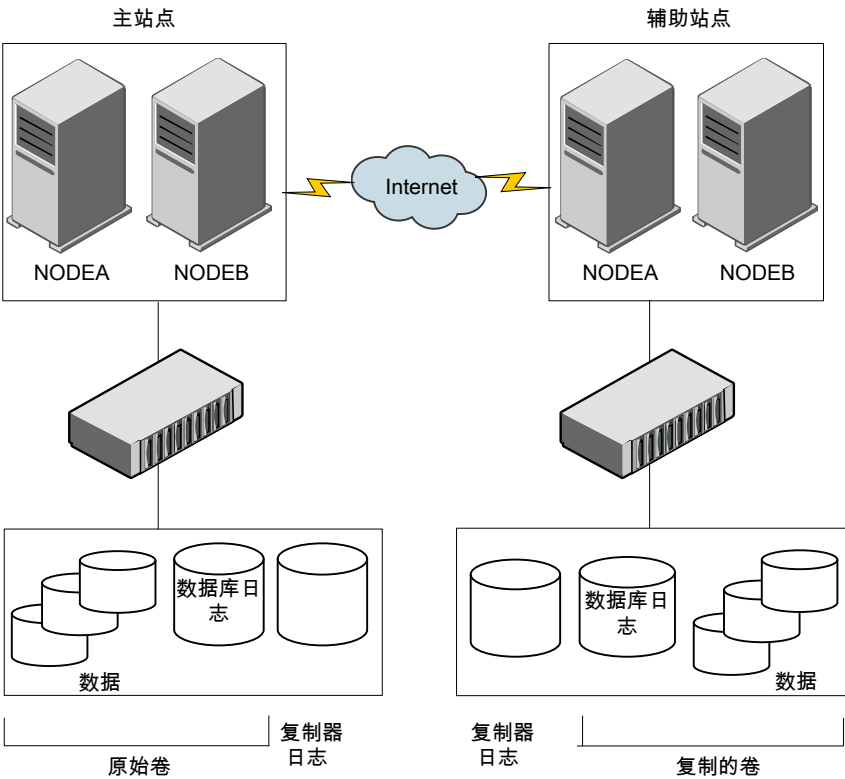 主站点
辅助站点
NODEA
NODEB
Internet
NODEA
NODEB
数据库日
志
数据
数据库日
志
数据
原始卷
复制器
日志
复制器
日志
复制的卷